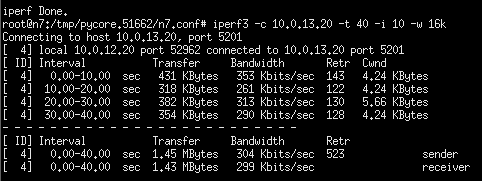 iperf Done.
root@n7:/tmp/pycore.51662/n7.conf# iperf3 -c 10.0.13.20 -t 40 -i 10 -w 16k
Connecting to host 10.0.13.20, port 5201
[  4] local 10.0.12.20 port 52962 connected to 10.0.13.20 port 5201
[ ID] Interval           Transfer     Bandwidth       Retr  Cwnd
[  4]   0.00-10.00  sec   431 KBytes   353 Kbits/sec  143   4.24 KBytes
[  4]  10.00-20.00  sec   318 KBytes   261 Kbits/sec  122   4.24 KBytes
[  4]  20.00-30.00  sec   382 KBytes   313 Kbits/sec  130   5.66 KBytes
[  4]  30.00-40.00  sec   354 KBytes   290 Kbits/sec  128   4.24 KBytes
- - - - - - - - - - - - - - - - - - - - - - - - -
[ ID] Interval           Transfer     Bandwidth       Retr
[  4]   0.00-40.00  sec  1.45 MBytes   304 Kbits/sec  523             sender
[  4]   0.00-40.00  sec  1.43 MBytes   299 Kbits/sec                  receiver